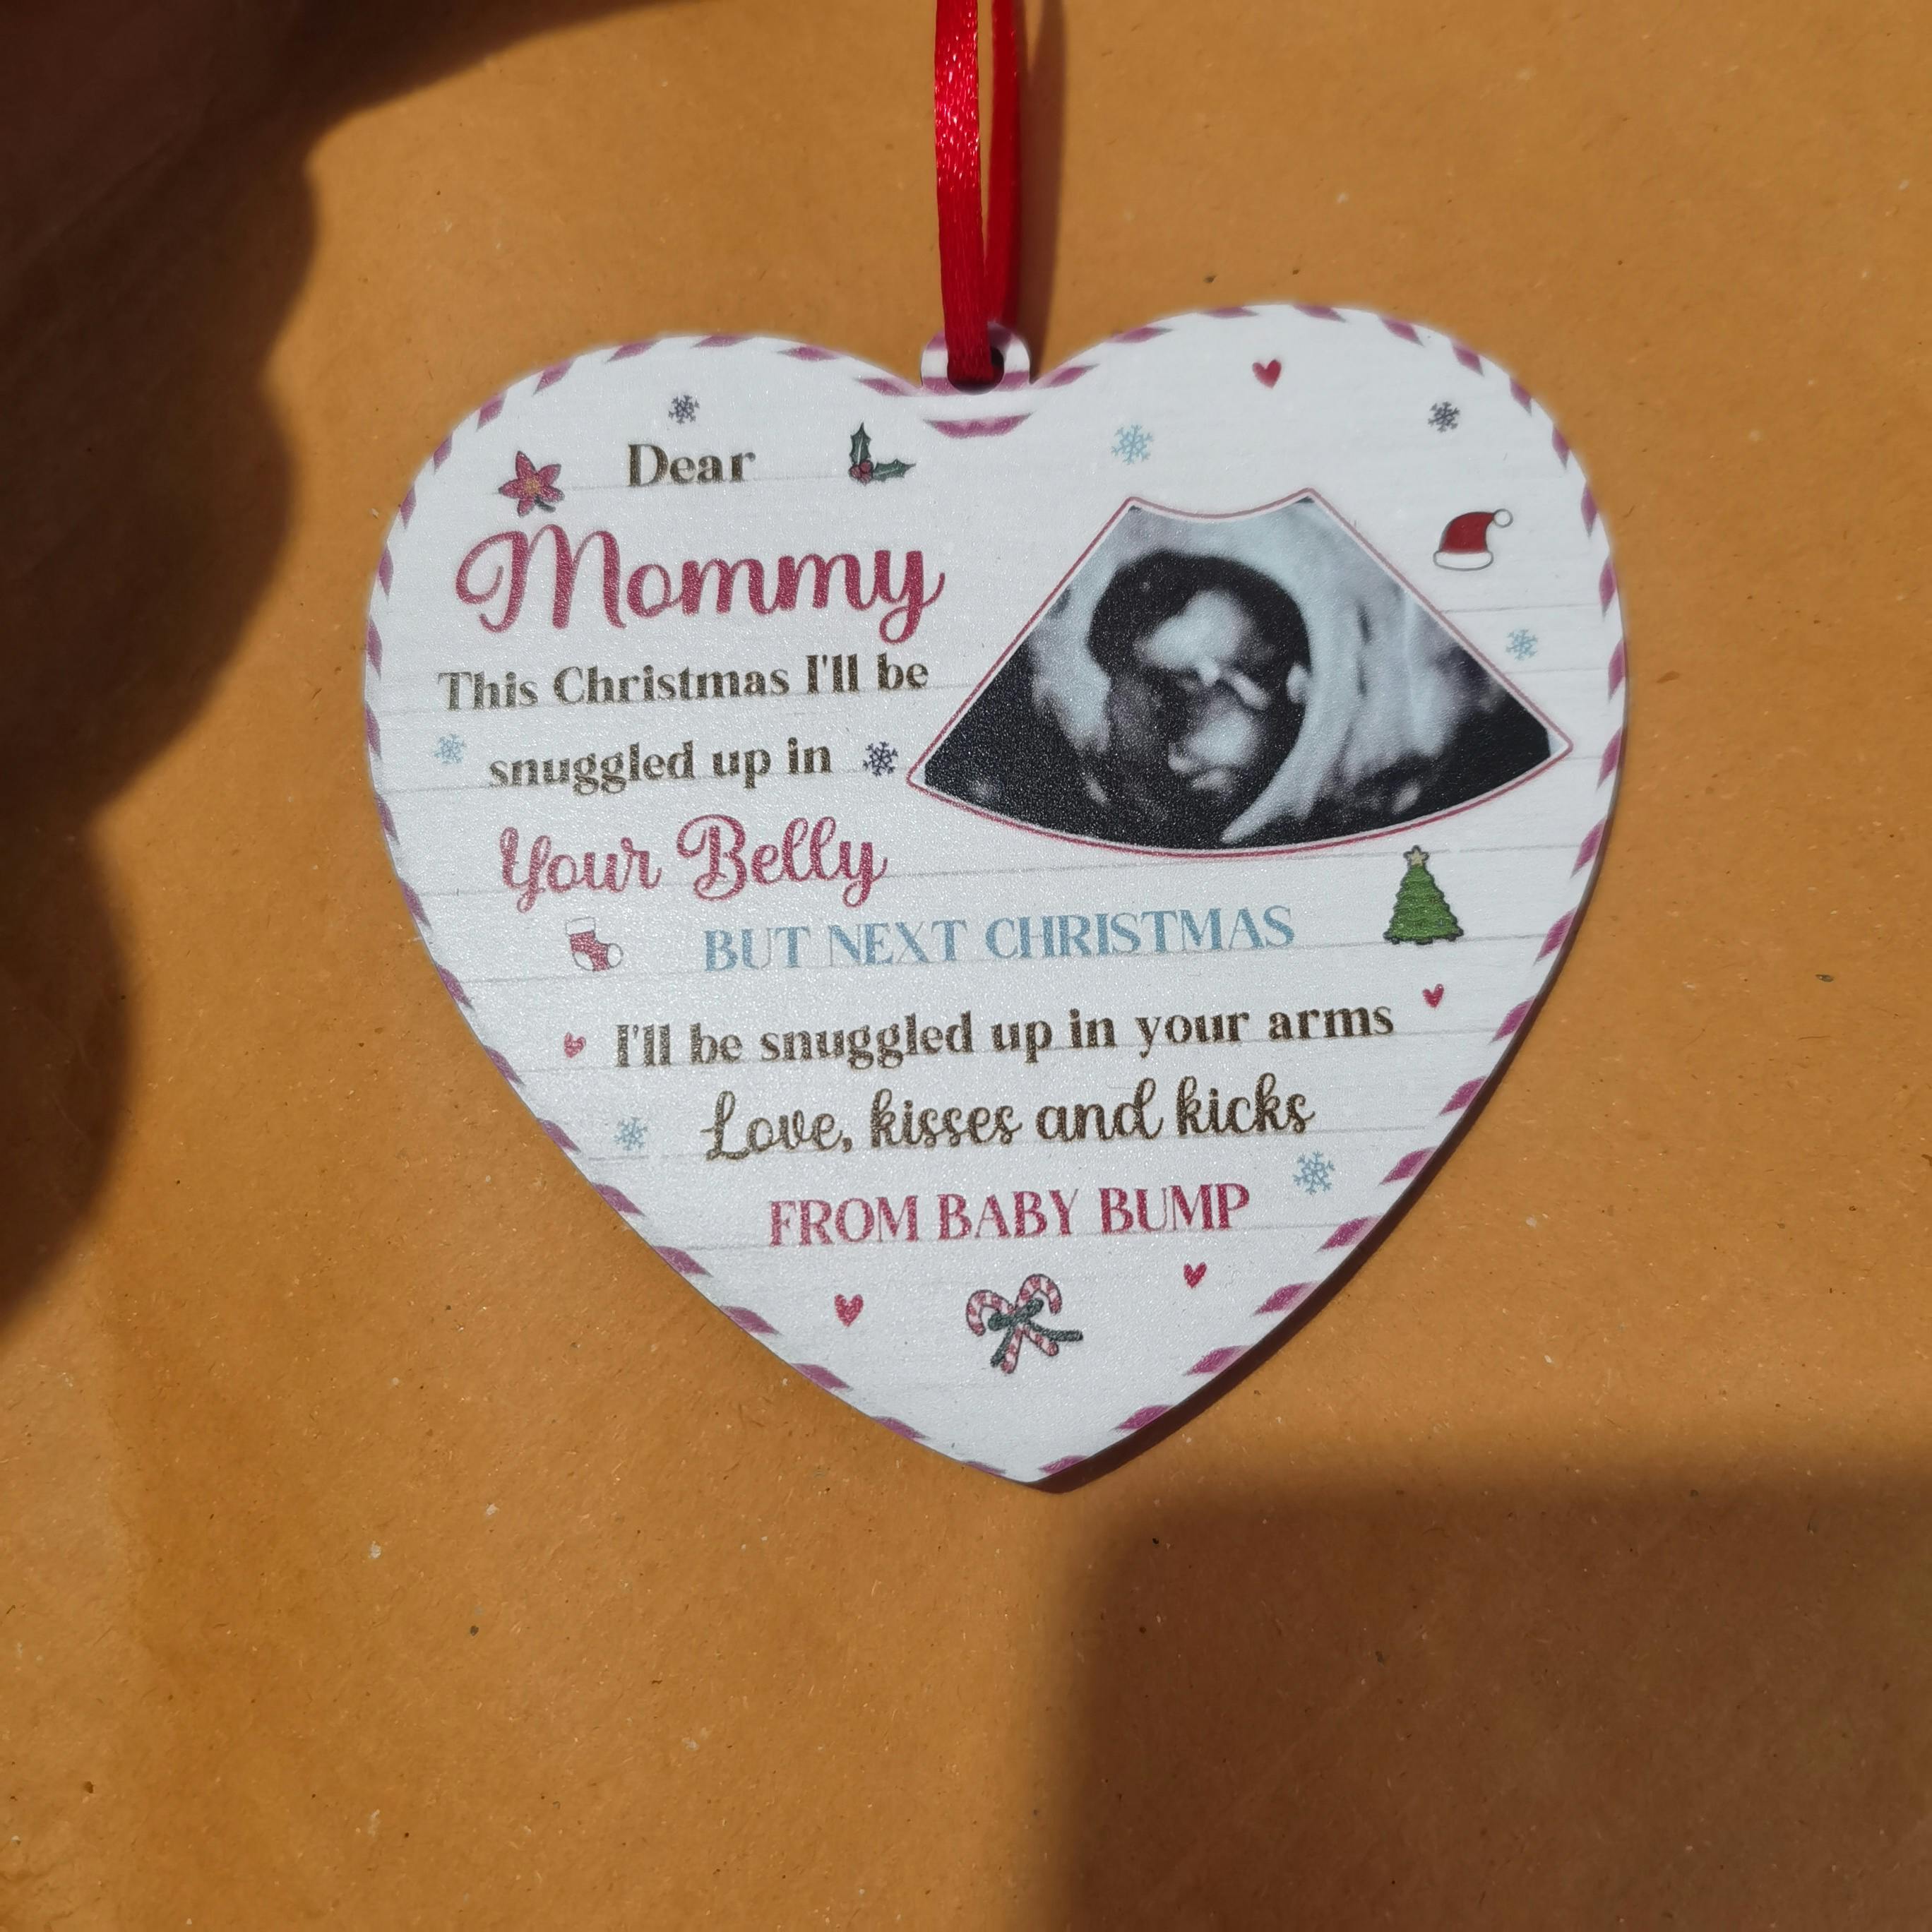 Dear
Mommy
This Christmas I'll be
snuggled up in
Your Belly
BUT NEXT CHRISTMAS
I'll be snuggled up in your arms
Love, kisses and kicks
FROM BABY BUMP